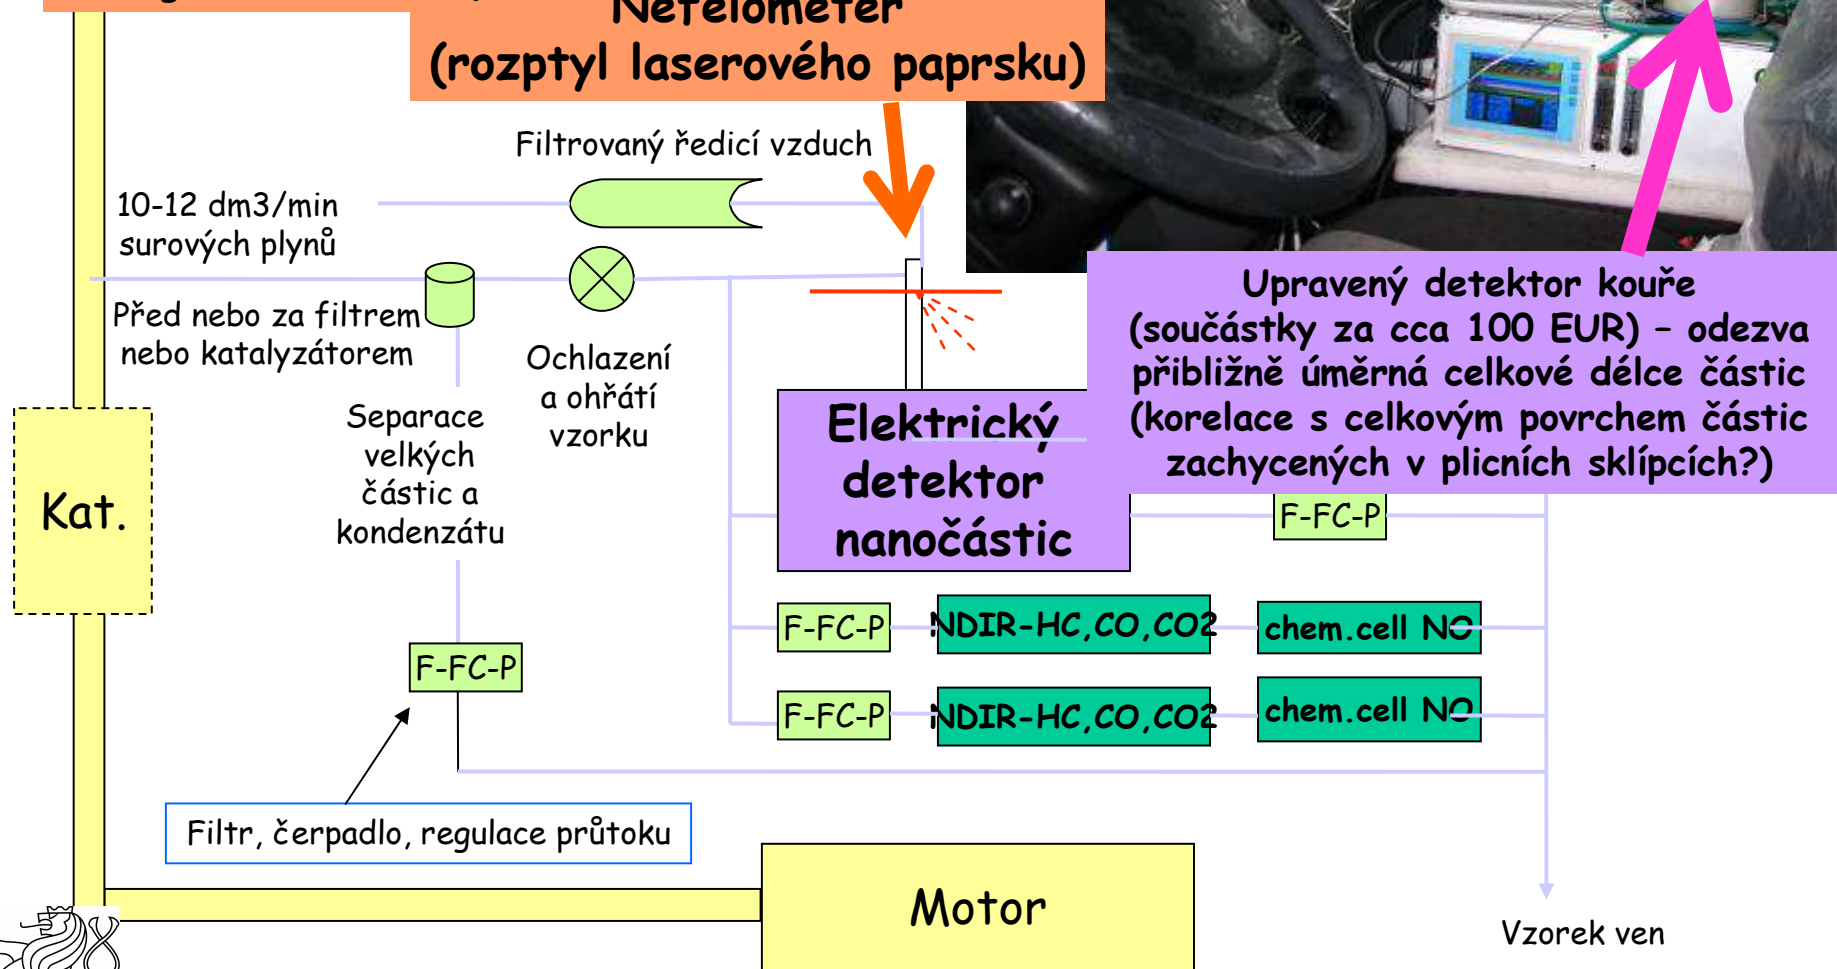 Nefelometer
(rozptyl laserového paprsku)
Filtrovaný ředicí vzduch
10-12 dm3/min
surových plynů
Před nebo za filtrem
nebo katalyzátorem
Ochlazení
a ohřátí
vzorku
Separace
velkých
částic a
kondenzátu
Upravený detektor kouře
(součástky za cca 100 EUR) – odezva
přibližně úměrná celkové délce částic
(korelace s celkovým povrchem částic
zachycených v plicních sklípcích?)
Elektrický
detektor
nanočástic
Kat.
F-FC-P
F-FC-P
NDIR-HC,CO,CO2
chem.cell NO
F-FC-P
F-FC-P
NDIR-HC,CO,CO2
chem.cell NO
Filtr, čerpadlo, regulace průtoku
Motor
Vzorek ven